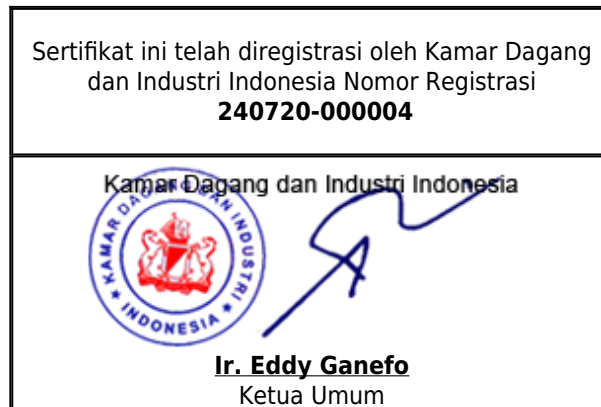 Sertifikat ini telah diregistrasi oleh Kamar Dagang
dan Industri Indonesia Nomor Registrasi
240720-000004
Kamar Dagang dan Industri Indonesia
KAMAR DAGANG DAN INDUSTRI
INDONESIA
Ir. Eddy Ganefo
Ketua Umum